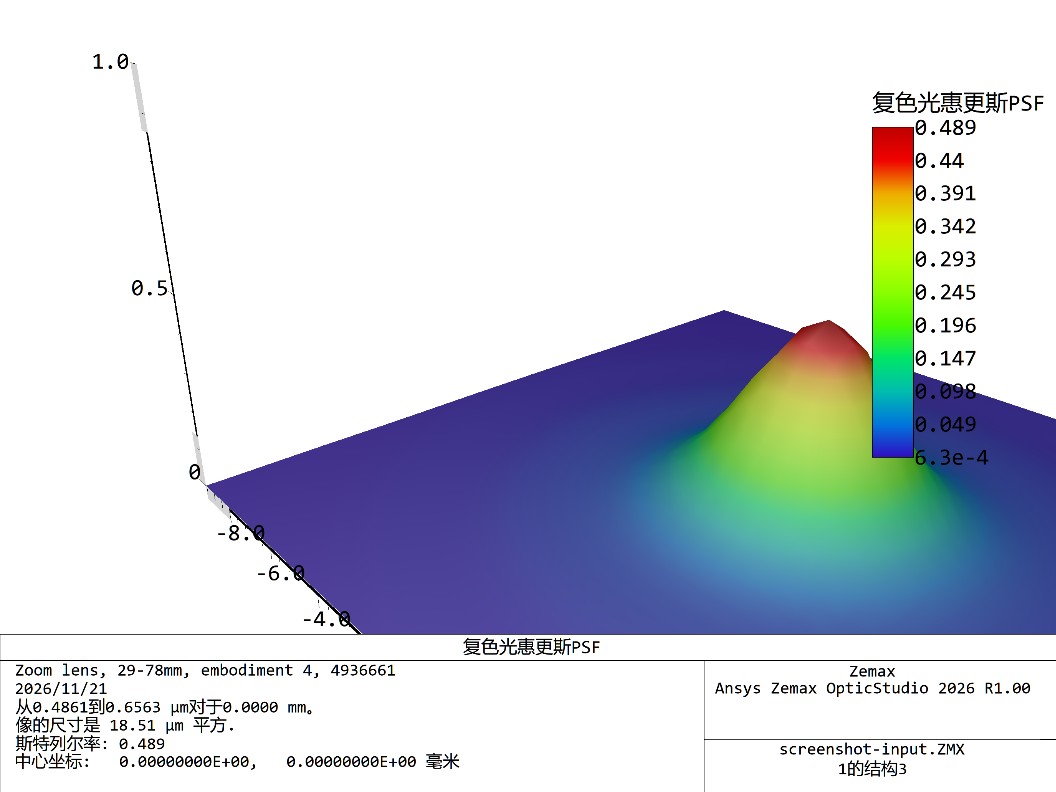 1.0
0.5
0
-8.0
-6.0
-4.0
复色光惠更斯PSF
0.489
0.44
0.391
0.342
0.293
0.245
0.196
0.147
0.098
0.049
6.3e-4
复色光惠更斯PSF
Zoom lens, 29-78mm, embodiment 4, 4936661
2026/11/21
从0.4861到0.6563 μm对于0.0000 mm。
像的尺寸是 18.51 μm 平方.
斯特列尔率: 0.489
中心坐标: 0.00000000E+00, 0.00000000E+00 毫米
Zemax
Ansys Zemax OpticStudio 2026 R1.00
screenshot-input.ZMX
1的结构3